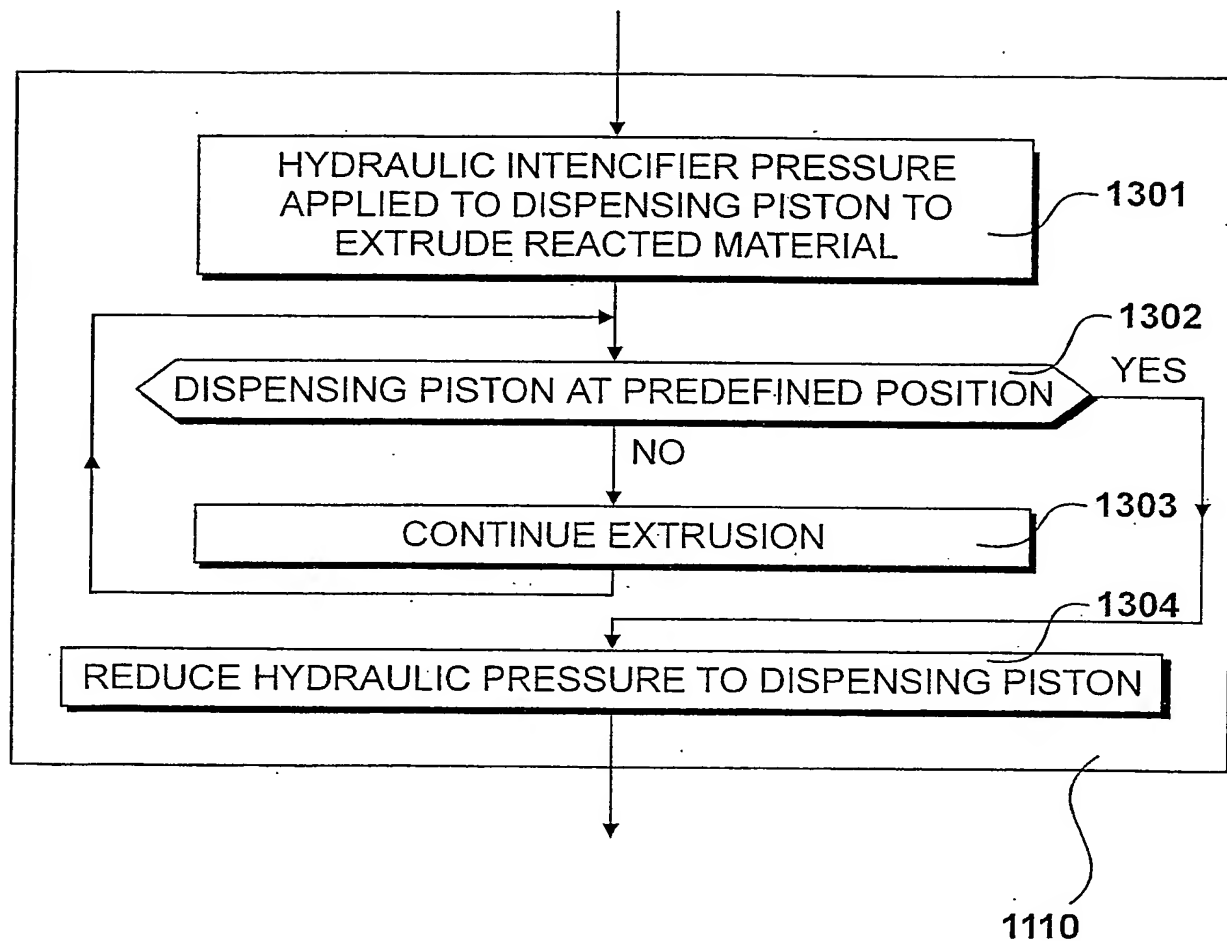 HYDRAULIC INTENCIFIER PRESSURE
APPLIED TO DISPENSING PISTON TO
EXTRUDE REACTED MATERIAL
1301
1302
DISPENSING PISTON AT PREDEFINED POSITION
YES
NO
1303
CONTINUE EXTRUSION
1304
REDUCE HYDRAULIC PRESSURE TO DISPENSING PISTON
1110